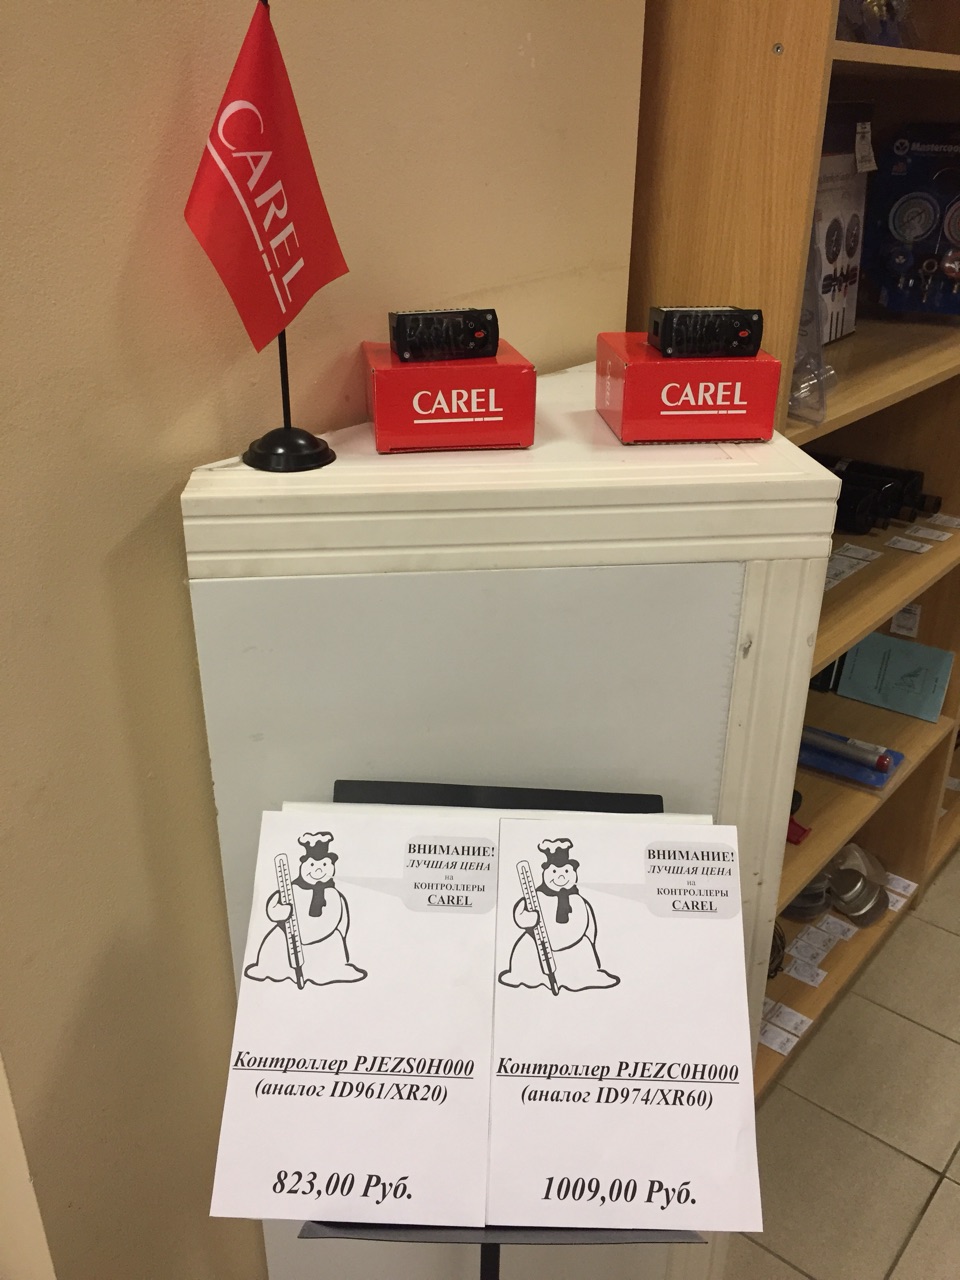 CAREL
CAREL
CAREL
Mastercool
ВНИМАНИЕ!
ЛУЧШАЯ ЦЕНА
на
КОНТРОЛЛЕРЫ
CAREL
Контроллер PJEZS0H000
(аналог ID961/XR20)
823,00 Руб.
ВНИМАНИЕ!
ЛУЧШАЯ ЦЕНА
на
КОНТРОЛЛЕРЫ
CAREL
Контроллер PJEZC0H000
(аналог ID974/XR60)
1009,00 Руб.